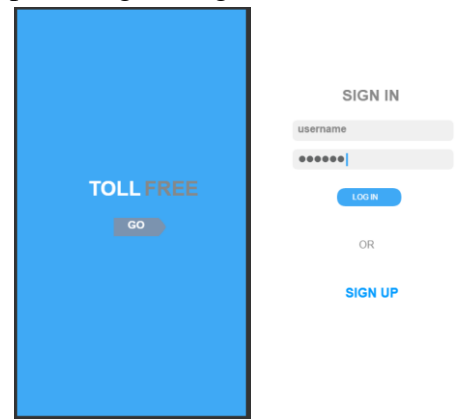 TOLL FREE
GO
SIGN IN
username
●●●●●●
LOG IN
OR
SIGN UP